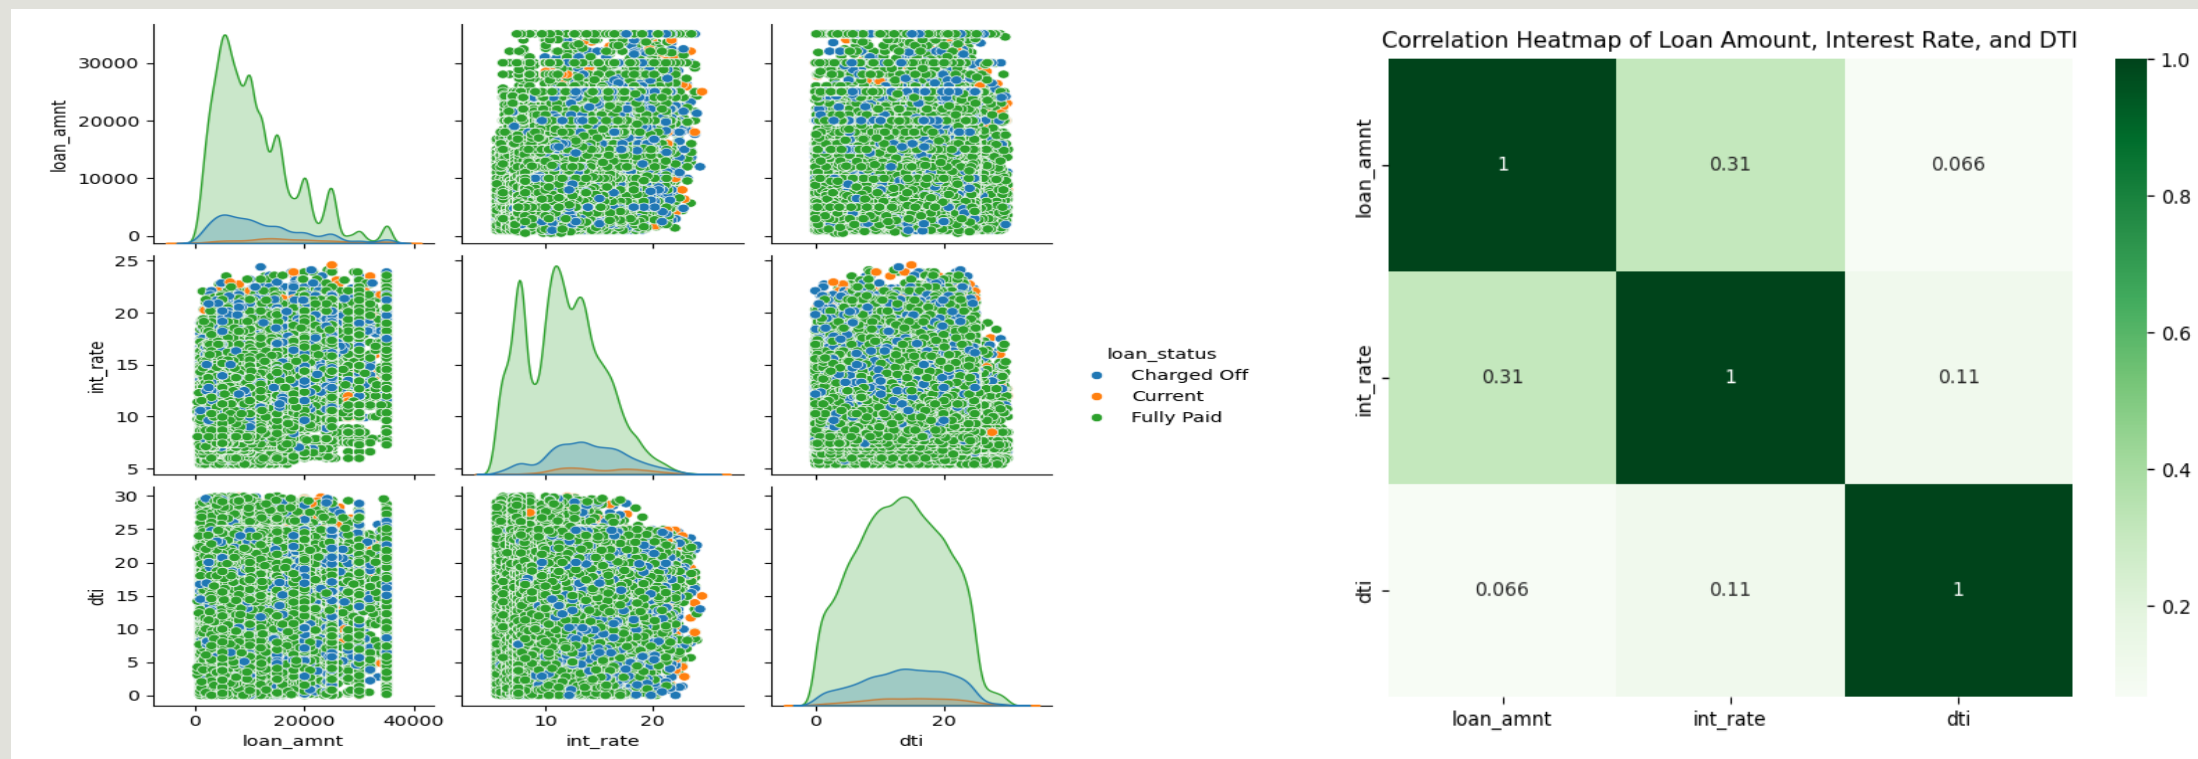 loan_amnt
30000
20000
10000
0
int_rate
25
20
15
10
5
dti
30
25
20
15
10
5
0
0 20000 40000
loan_amnt
10 20
int_rate
0 20
dti
loan_status
Charged Off
Current
Fully Paid
Correlation Heatmap of Loan Amount, Interest Rate, and DTI
loan_amnt
1 0.31 0.066
int_rate
0.31 1 0.11
dti
0.066 0.11 1
loan_amnt int_rate dti
1.0
0.8
0.6
0.4
0.2